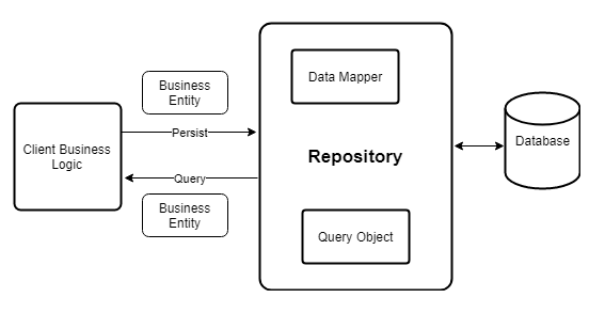 Business
Entity
Data Mapper
Client Business
Logic
Persist
Repository
Database
Query
Business
Entity
Query Object